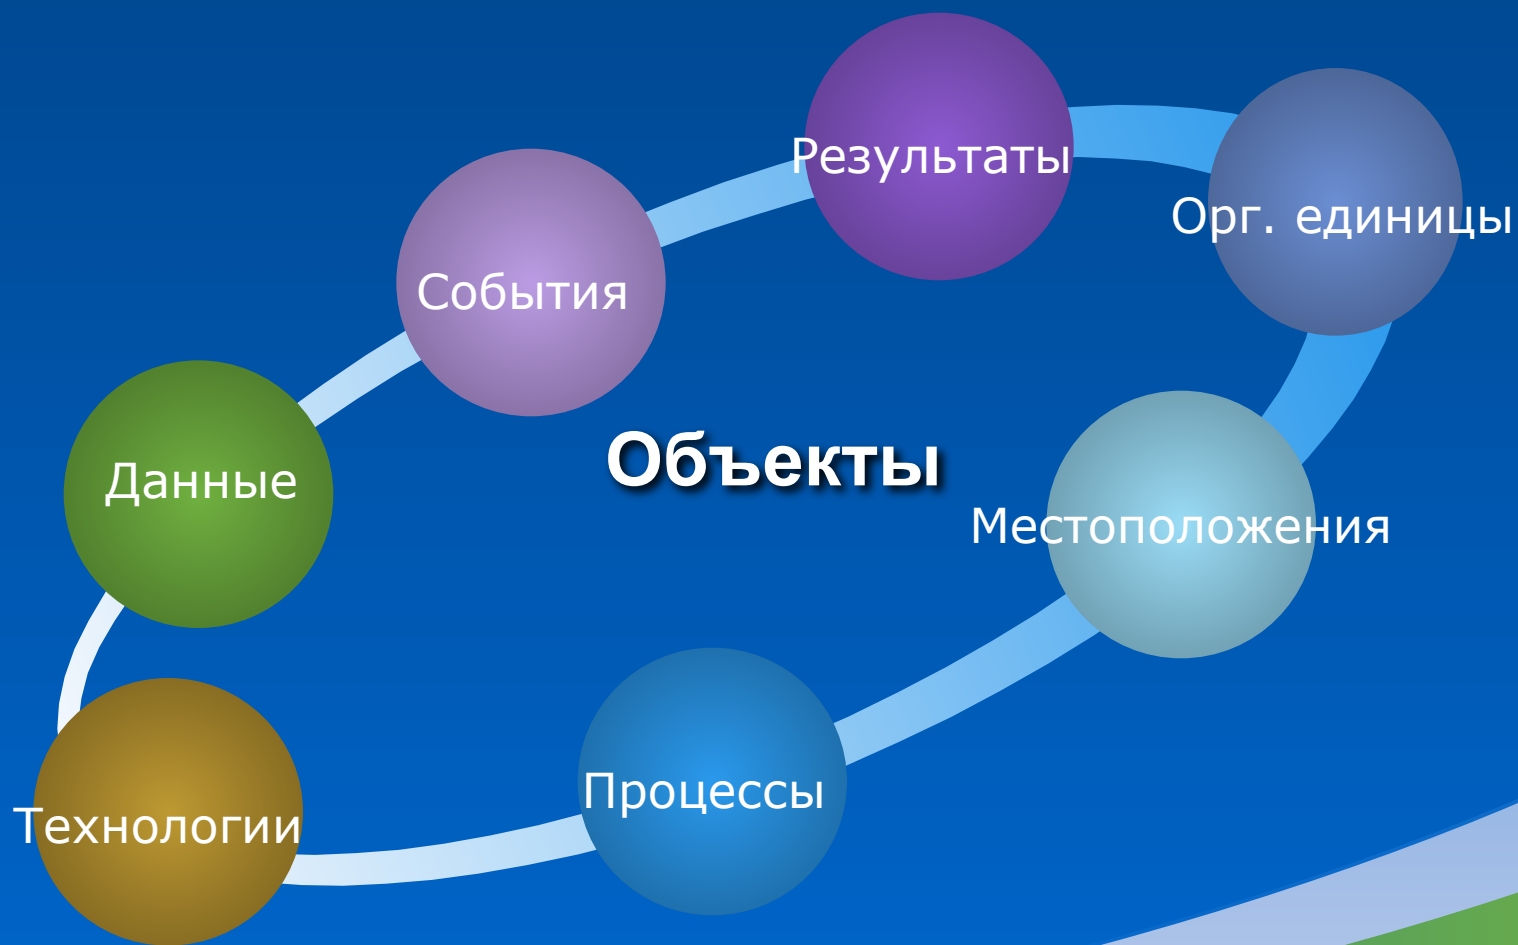 Результаты
Орг. единицы
События
Объекты
Данные
Местоположения
Процессы
Технологии